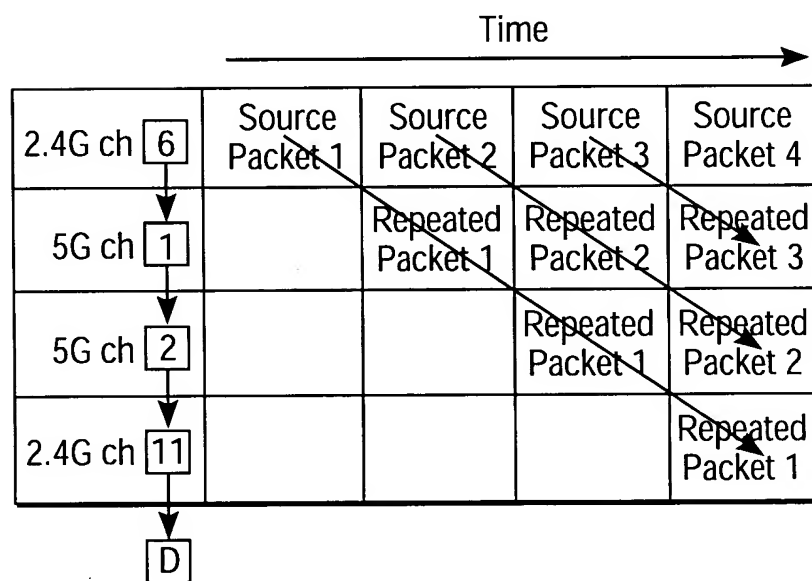 Time
2.4G ch 6
Source
Packet 1
Source
Packet 2
Source
Packet 3
Source
Packet 4
5G ch 1
Repeated
Packet 1
Repeated
Packet 2
Repeated
Packet 3
5G ch 2
Repeated
Packet 1
Repeated
Packet 2
2.4G ch 11
Repeated
Packet 1
D